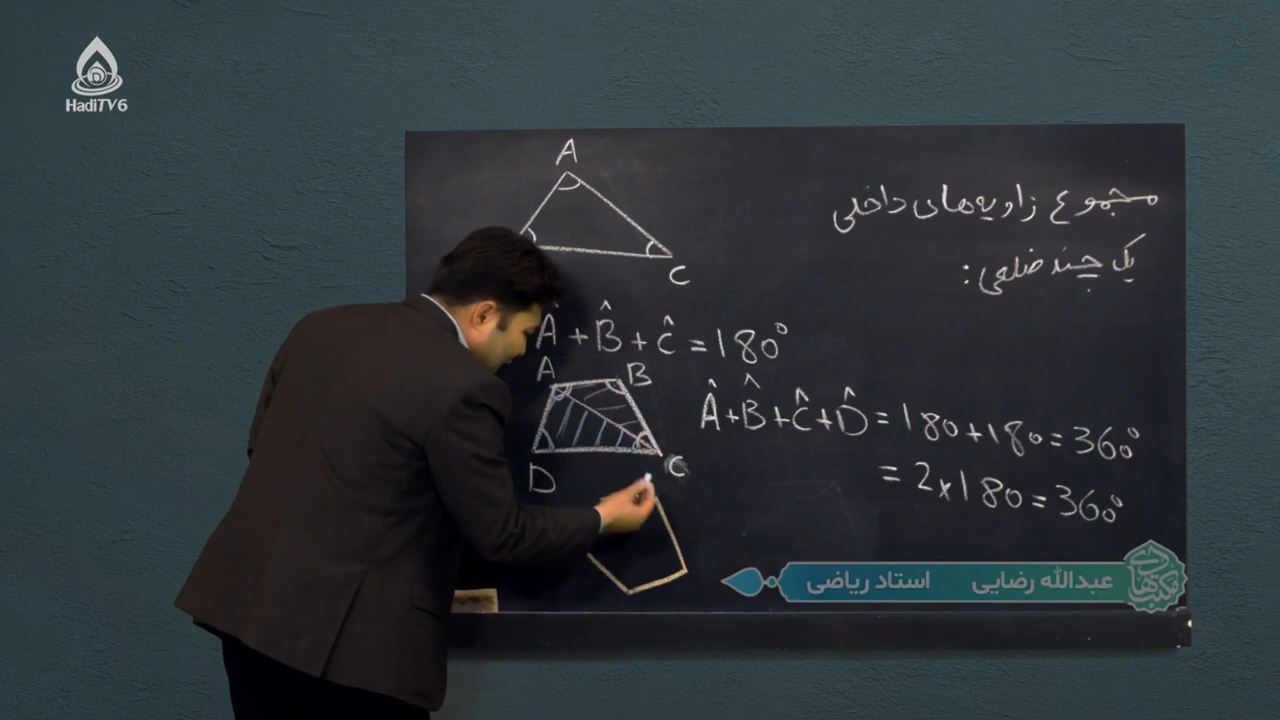 HadiTV6
A
C
مجموع زاویه‌های داخلی
یک چند ضلعی:
Â + B̂ + Ĉ = 180°
A B
D C
Â + B̂ + Ĉ + D̂ = 180 + 180 = 360°
= 2 × 180 = 360°
عبدالله رضایی استاد ریاضی